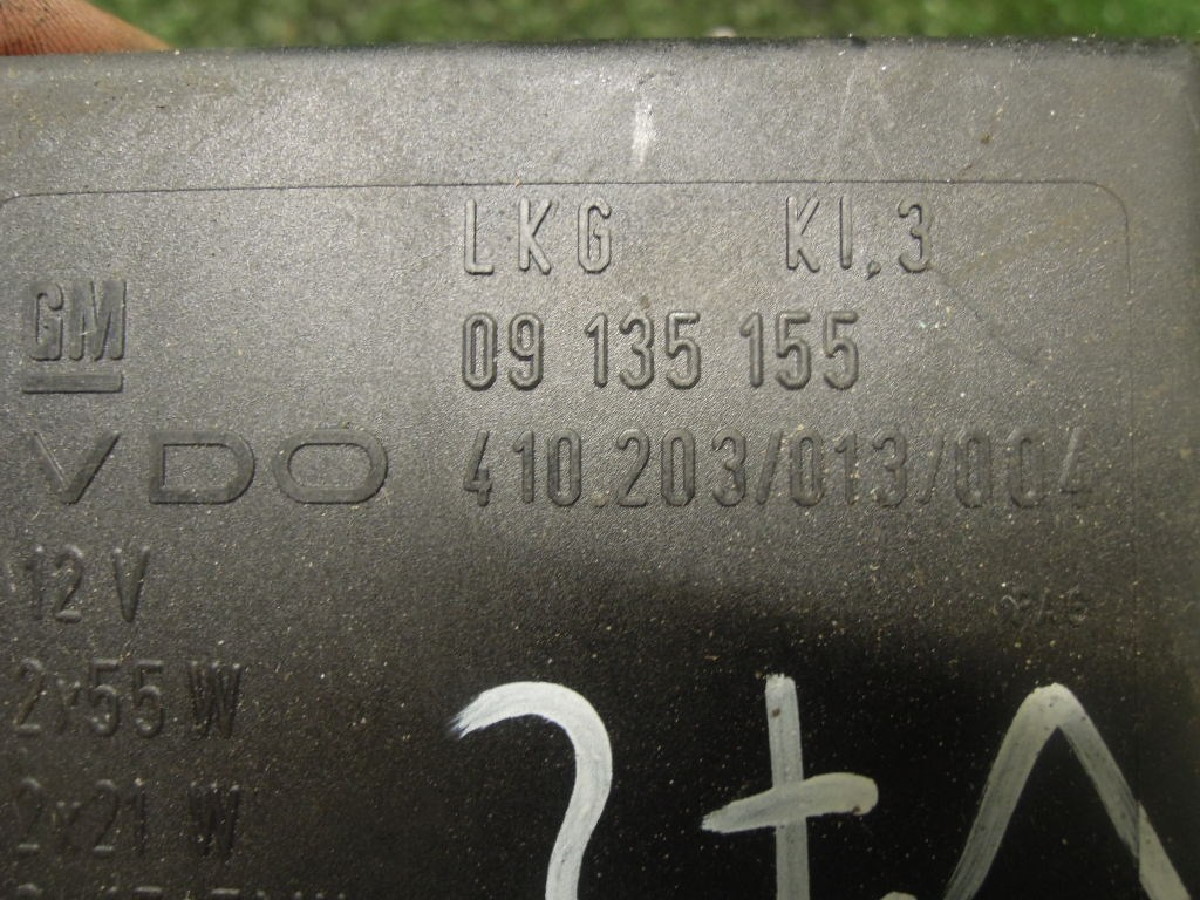 LKG KI,3
GM 09 135 155
VDO 410.203/013/004
12 V
2x55 W
2x21 W